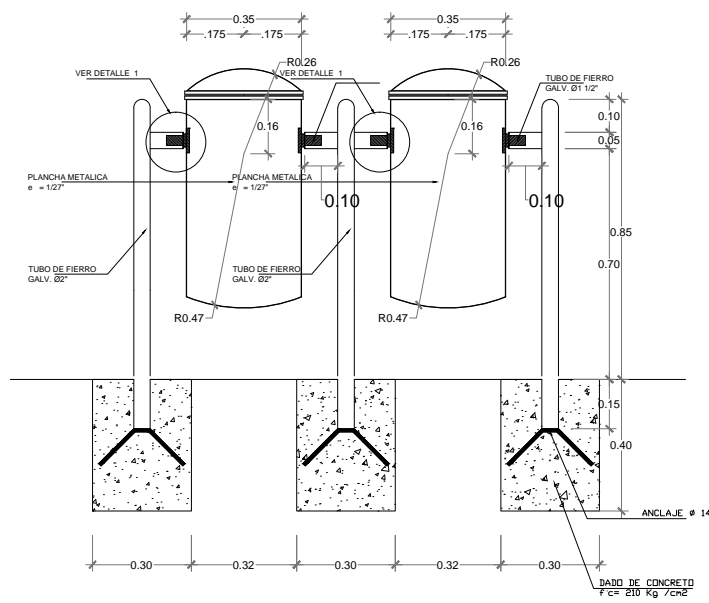 0.35
0.35
.175
.175
.175
.175
R0.26
R0.26
VER DETALLE 1
VER DETALLE 1
TUBO DE FIERRO
GALV. Ø1 1/2"
0.16
0.16
0.10
0.05
PLANCHA METALICA
e = 1/27"
PLANCHA METALICA
e = 1/27"
0.10
0.10
0.85
0.70
TUBO DE FIERRO
GALV. Ø2"
TUBO DE FIERRO
GALV. Ø2"
R0.47
R0.47
0.15
0.40
ANCLAJE ø 14
0.30
0.32
0.30
0.32
0.30
DADO DE CONCRETO
f'c= 210 Kg /cm2